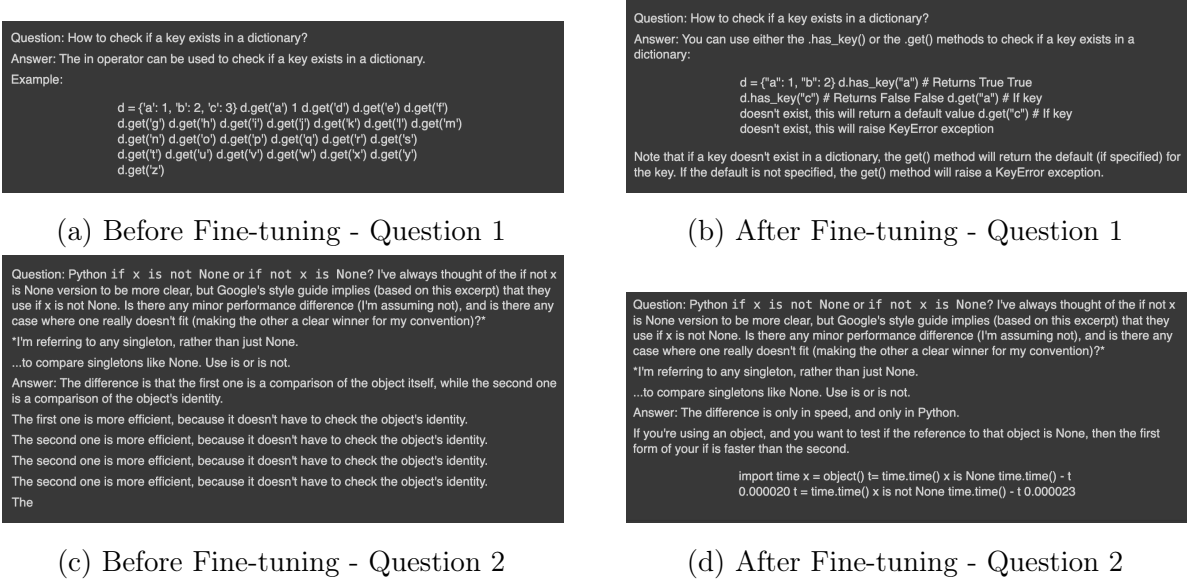 Question: How to check if a key exists in a dictionary?
Answer: The in operator can be used to check if a key exists in a dictionary.
Example:
d = {'a': 1, 'b': 2, 'c': 3} d.get('a') 1 d.get('d') d.get('e') d.get('f')
d.get('g') d.get('h') d.get('i') d.get('j') d.get('k') d.get('l') d.get('m')
d.get('n') d.get('o') d.get('p') d.get('q') d.get('r') d.get('s')
d.get('t') d.get('u') d.get('v') d.get('w') d.get('x') d.get('y')
d.get('z')
(a) Before Fine-tuning - Question 1
Question: How to check if a key exists in a dictionary?
Answer: You can use either the .has_key() or the .get() methods to check if a key exists in a
dictionary:
d = {"a": 1, "b": 2} d.has_key("a") # Returns True True
d.has_key("c") # Returns False False d.get("a") # If key
doesn't exist, this will return a default value d.get("c") # If key
doesn't exist, this will raise KeyError exception
Note that if a key doesn't exist in a dictionary, the get() method will return the default (if specified) for
the key. If the default is not specified, the get() method will raise a KeyError exception.
(b) After Fine-tuning - Question 1
Question: Python if x is not None or if not x is None? I've always thought of the if not x
is None version to be more clear, but Google's style guide implies (based on this excerpt) that they
use if x is not None. Is there any minor performance difference (I'm assuming not), and is there any
case where one really doesn't fit (making the other a clear winner for my convention)?*
*I'm referring to any singleton, rather than just None.
...to compare singletons like None. Use is or is not.
Answer: The difference is that the first one is a comparison of the object itself, while the second one
is a comparison of the object's identity.
The first one is more efficient, because it doesn't have to check the object's identity.
The second one is more efficient, because it doesn't have to check the object's identity.
The second one is more efficient, because it doesn't have to check the object's identity.
The second one is more efficient, because it doesn't have to check the object's identity.
The
(c) Before Fine-tuning - Question 2
Question: Python if x is not None or if not x is None? I've always thought of the if not x
is None version to be more clear, but Google's style guide implies (based on this excerpt) that they
use if x is not None. Is there any minor performance difference (I'm assuming not), and is there any
case where one really doesn't fit (making the other a clear winner for my convention)?*
*I'm referring to any singleton, rather than just None.
...to compare singletons like None. Use is or is not.
Answer: The difference is only in speed, and only in Python.
If you're using an object, and you want to test if the reference to that object is None, then the first
form of your if is faster than the second.
import time x = object() t= time.time() x is None time.time() - t
0.000020 t = time.time() x is not None time.time() - t 0.000023
(d) After Fine-tuning - Question 2